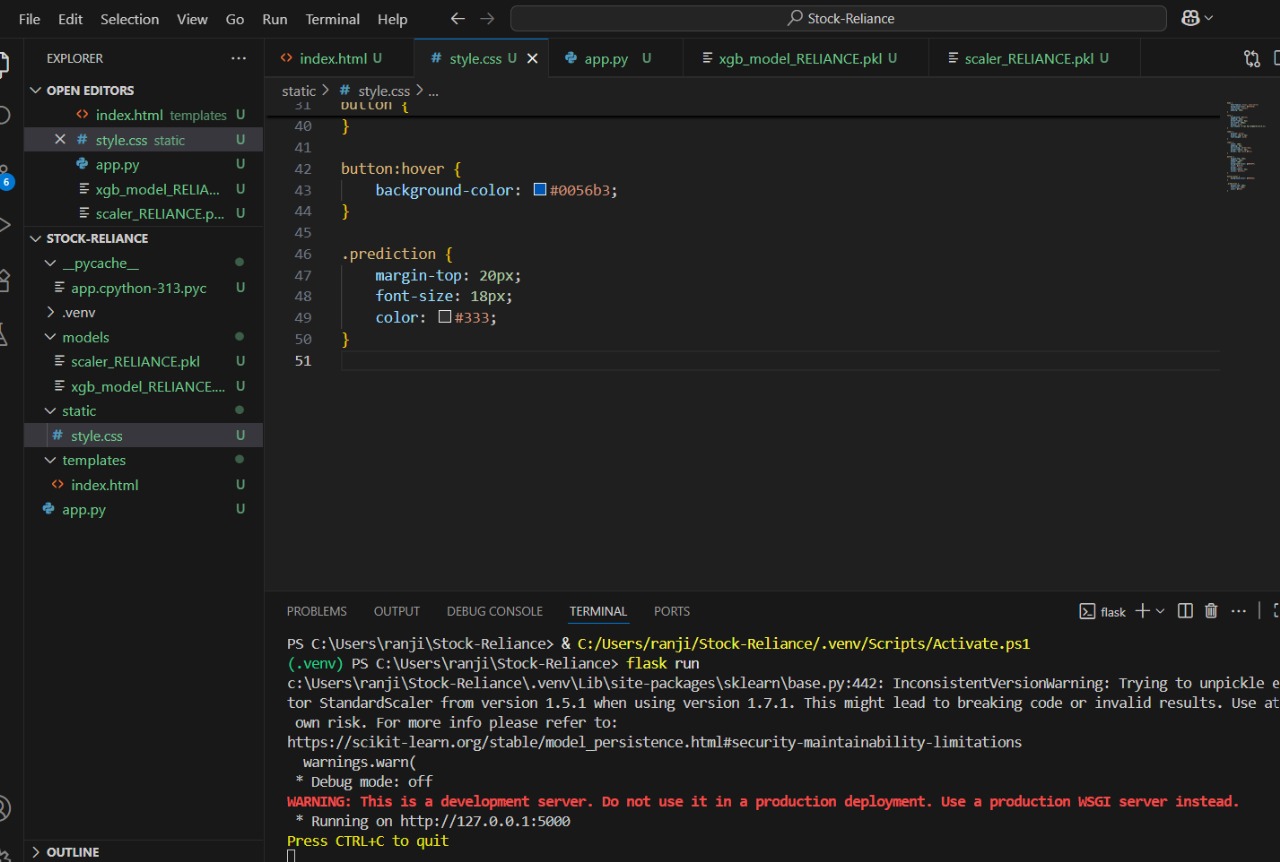 File Edit Selection View Go Run Terminal Help
Stock-Reliance
EXPLORER
OPEN EDITORS
index.html templates U
style.css static U
app.py U
xgb_model_RELIA... U
scaler_RELIANCE.p... U
STOCK-RELIANCE
__pycache__
app.cpython-313.pyc U
.venv
models
scaler_RELIANCE.pkl U
xgb_model_RELIANCE.... U
static
style.css U
templates
index.html U
app.py U
OUTLINE
6
index.html U style.css U app.py U xgb_model_RELIANCE.pkl U scaler_RELIANCE.pkl U
static > # style.css > ...
31 button {
40 }
41
42 button:hover {
43 background-color: #0056b3;
44 }
45
46 .prediction {
47 margin-top: 20px;
48 font-size: 18px;
49 color: #333;
50 }
51
PROBLEMS OUTPUT DEBUG CONSOLE TERMINAL PORTS
flask
PS C:\Users\ranji\Stock-Reliance> & C:/Users/ranji/Stock-Reliance/.venv/Scripts/Activate.ps1
(.venv) PS C:\Users\ranji\Stock-Reliance> flask run
c:\Users\ranji\Stock-Reliance\.venv\Lib\site-packages\sklearn\base.py:442: InconsistentVersionWarning: Trying to unpickle e
tor StandardScaler from version 1.5.1 when using version 1.7.1. This might lead to breaking code or invalid results. Use at
own risk. For more info please refer to:
https://scikit-learn.org/stable/model_persistence.html#security-maintainability-limitations
warnings.warn(
* Debug mode: off
WARNING: This is a development server. Do not use it in a production deployment. Use a production WSGI server instead.
* Running on http://127.0.0.1:5000
Press CTRL+C to quit